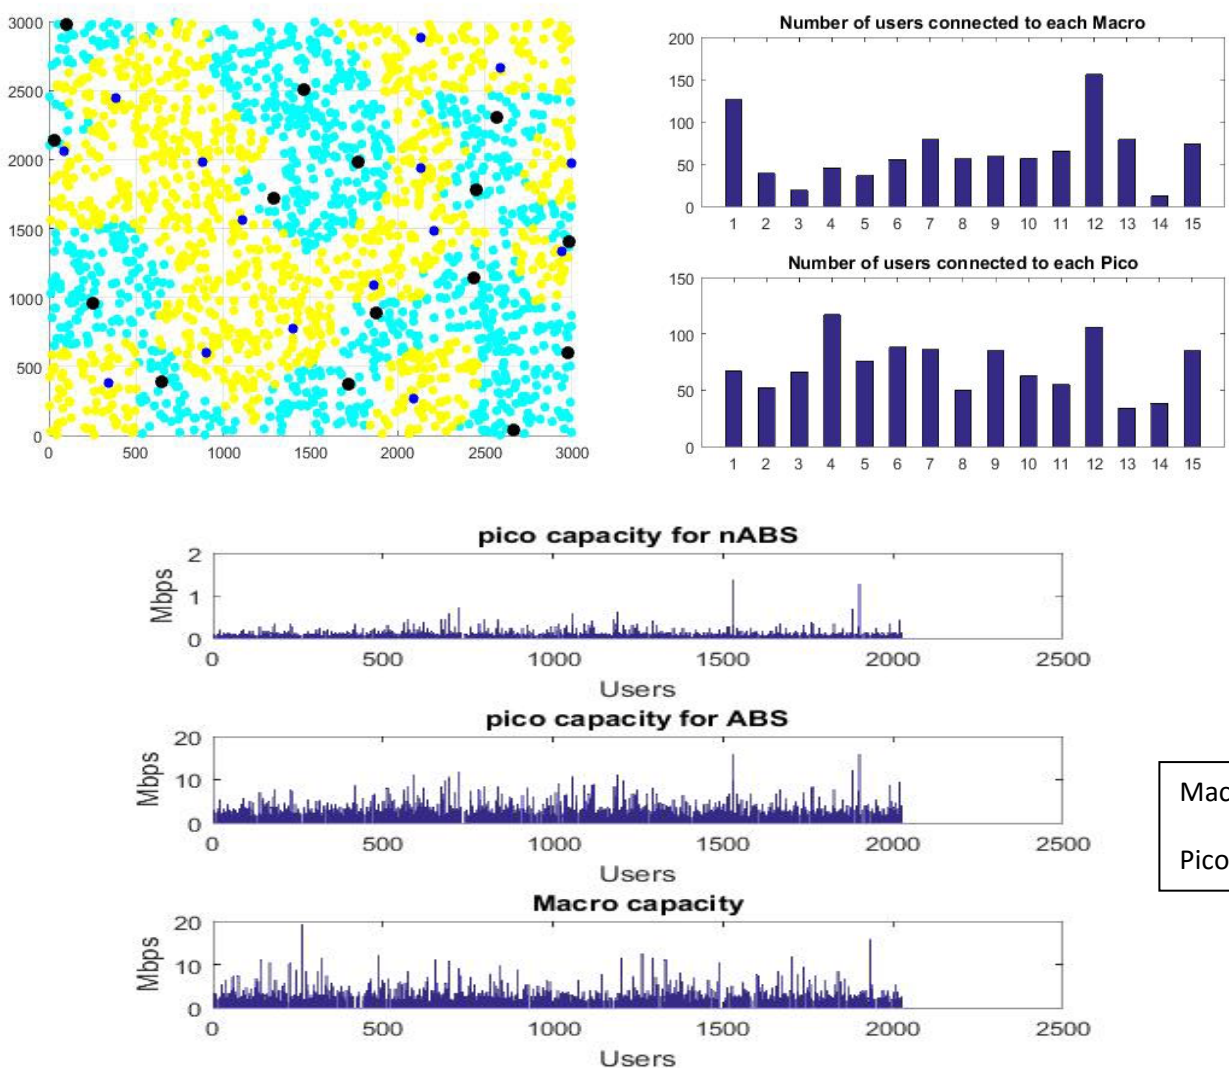 3000
2500
2000
1500
1000
500
0
0 500 1000 1500 2000 2500 3000
Number of users connected to each Macro
200
150
100
50
0
1 2 3 4 5 6 7 8 9 10 11 12 13 14 15
Number of users connected to each Pico
150
100
50
0
1 2 3 4 5 6 7 8 9 10 11 12 13 14 15
pico capacity for nABS
Mbps
2
1
0
0 500 1000 1500 2000 2500
Users
pico capacity for ABS
Mbps
20
10
0
0 500 1000 1500 2000 2500
Users
Macro capacity
Mbps
20
10
0
0 500 1000 1500 2000 2500
Users
Mac
Pico